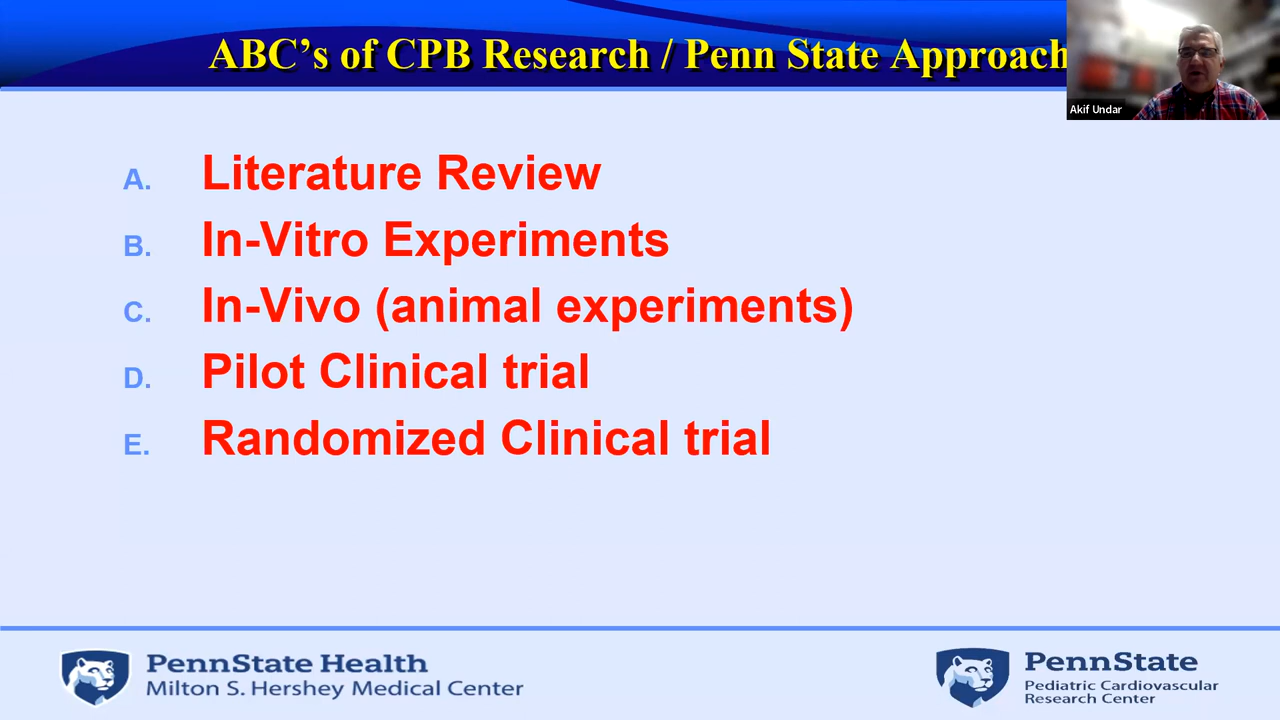 ABC's of CPB Research / Penn State Approach
Akif Undar
A. Literature Review
B. In-Vitro Experiments
C. In-Vivo (animal experiments)
D. Pilot Clinical trial
E. Randomized Clinical trial
PennState Health
Milton S. Hershey Medical Center
PennState
Pediatric Cardiovascular
Research Center